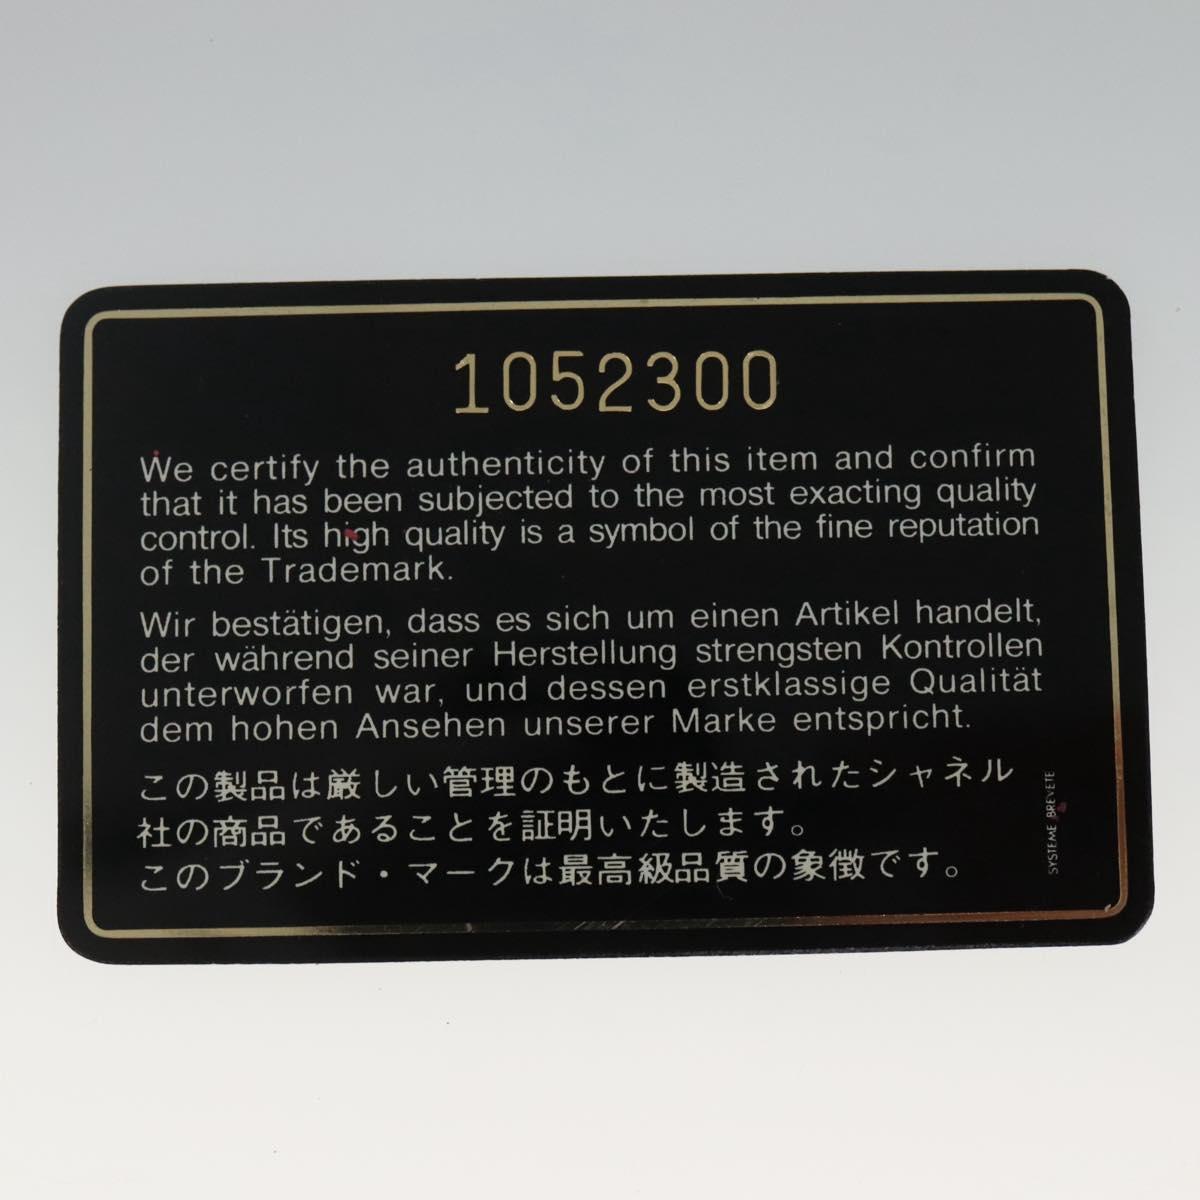 1052300
We certify the authenticity of this item and confirm
that it has been subjected to the most exacting quality
control. Its high quality is a symbol of the fine reputation
of the Trademark.
Wir bestätigen, dass es sich um einen Artikel handelt,
der während seiner Herstellung strengsten Kontrollen
unterworfen war, und dessen erstklassige Qualität
dem hohen Ansehen unserer Marke entspricht.
この製品は厳しい管理のもとに製造されたシャネル
社の商品であることを証明いたします。
このブランド・マークは最高級品質の象徴です。
SYSTEME BREVETE